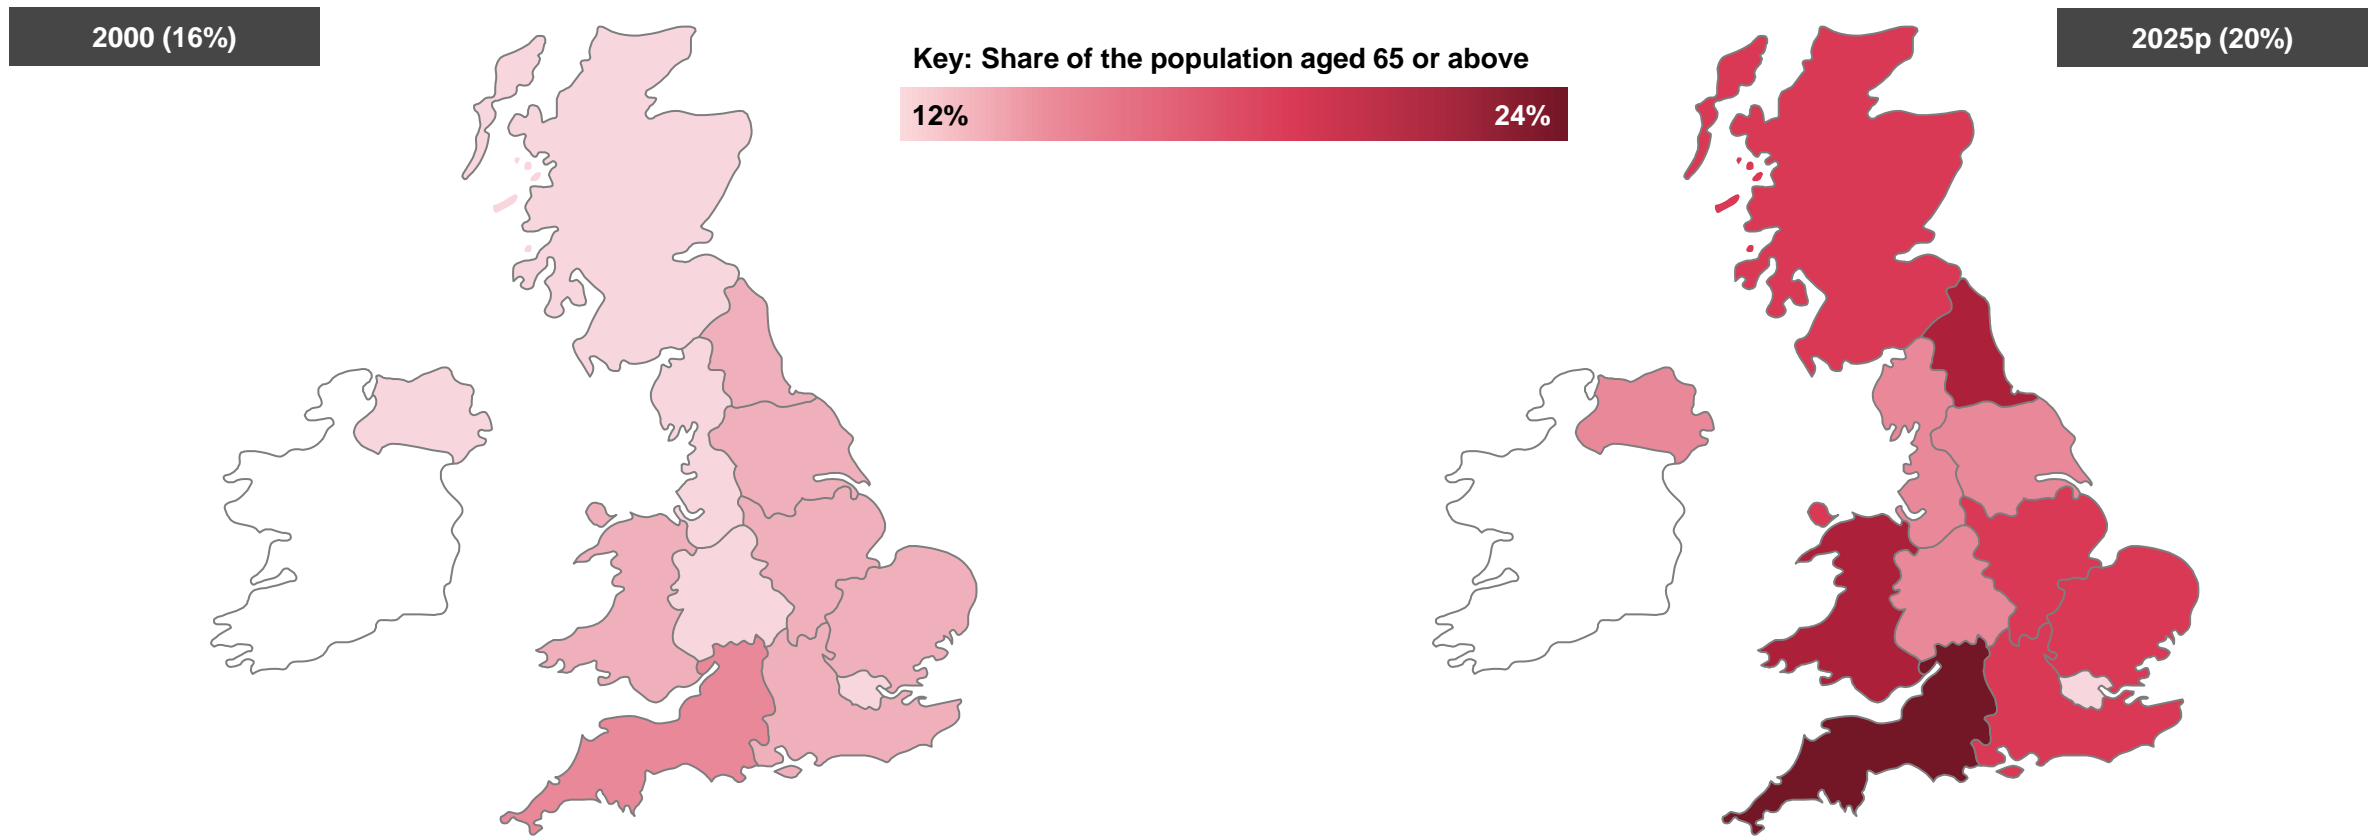 2000 (16%)
Key: Share of the population aged 65 or above
12%
24%
2025p (20%)